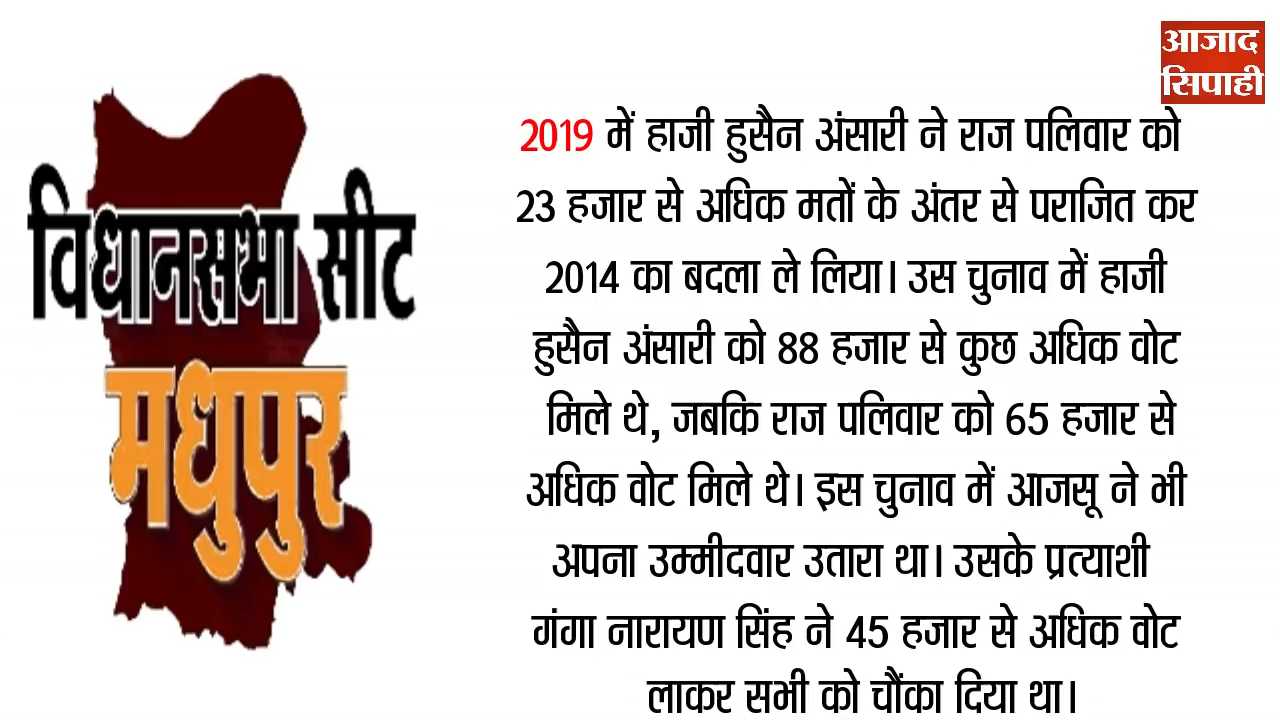 आजाद
सिपाही
विधानसभा सीट
मधुपुर
2019 में हाजी हुसैन अंसारी ने राज पलिवार को
23 हजार से अधिक मतों के अंतर से पराजित कर
2014 का बदला ले लिया। उस चुनाव में हाजी
हुसैन अंसारी को 88 हजार से कुछ अधिक वोट
मिले थे, जबकि राज पलिवार को 65 हजार से
अधिक वोट मिले थे। इस चुनाव में आजसू ने भी
अपना उम्मीदवार उतारा था। उसके प्रत्याशी
गंगा नारायण सिंह ने 45 हजार से अधिक वोट
लाकर सभी को चौंका दिया था।